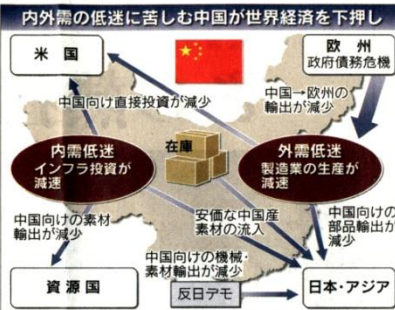 内外需の低迷に苦しむ中国が世界経済を下押し
米国
欧州
政府債務危機
中国向け直接投資が減少
中国→欧州の
輸出が減少
内需低迷
インフラ投資が
減速
在庫
外需低迷
製造業の生産が
減速
中国向けの素材
輸出が減少
安価な中国産
素材の流入
中国向けの
部品輸出が
減少
中国向けの機械・
素材輸出が減少
資源国
反日デモ
日本・アジア